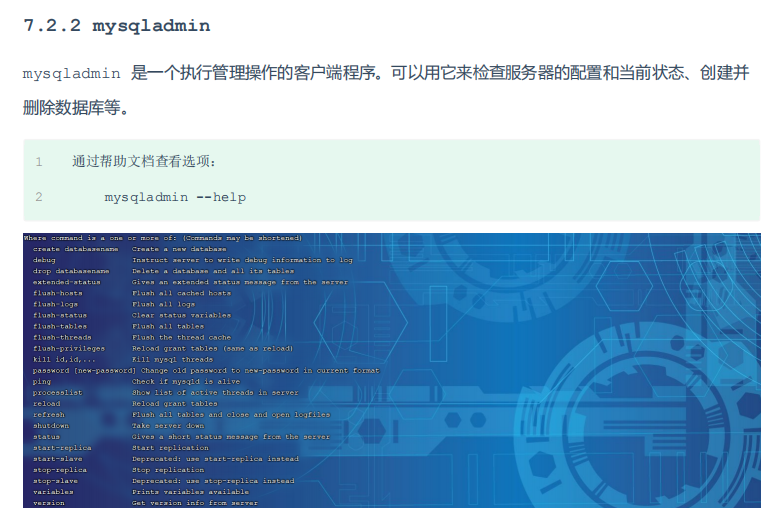 7.2.2 mysqladmin
mysqladmin 是一个执行管理操作的客户端程序。可以用它来检查服务器的配置和当前状态、创建并
删除数据库等。
1 通过帮助文档查看选项：
2 mysqladmin --help
Where command is a one or more of: (Commands may be shortened)
create databasename Create a new database
debug Instruct server to write debug information to log
drop databasename Delete a database and all its tables
extended-status Gives an extended status message from the server
flush-hosts Flush all cached hosts
flush-logs Flush all logs
flush-status Clear status variables
flush-tables Flush all tables
flush-threads Flush the thread cache
flush-privileges Reload grant tables (same as reload)
kill id,id,... Kill mysql threads
password [new-password] Change old password to new-password in current format
ping Check if mysqld is alive
processlist Show list of active threads in server
reload Reload grant tables
refresh Flush all tables and close and open logfiles
shutdown Take server down
status Gives a short status message from the server
start-replica Start replication
start-slave Deprecated: use start-replica instead
stop-replica Stop replication
stop-slave Deprecated: use stop-replica instead
variables Prints variables available
version Get version info from server